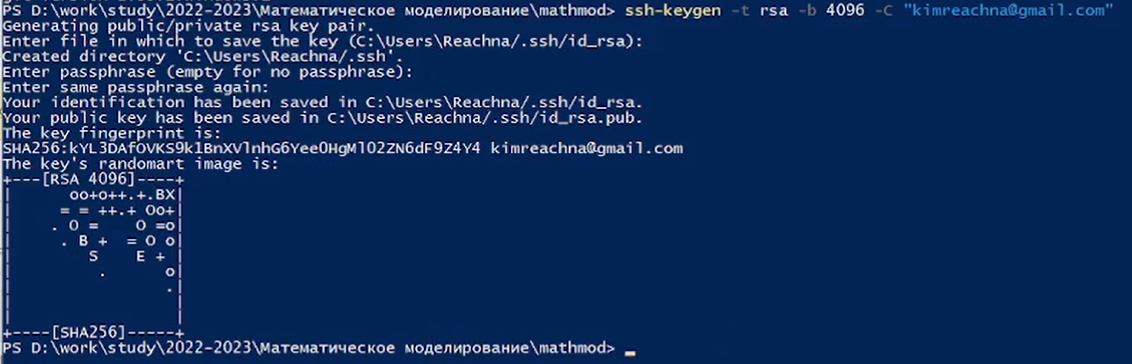 PS D:\work\study\2022-2023\Математическое моделирование\mathmod> ssh-keygen -t rsa -b 4096 -C "kimreachna@gmail.com"
Generating public/private rsa key pair.
Enter file in which to save the key (C:\Users\Reachna/.ssh/id_rsa):
Created directory 'C:\Users\Reachna/.ssh'.
Enter passphrase (empty for no passphrase):
Enter same passphrase again:
Your identification has been saved in C:\Users\Reachna/.ssh/id_rsa.
Your public key has been saved in C:\Users\Reachna/.ssh/id_rsa.pub.
The key fingerprint is:
SHA256:kYL3DAfOVKS9k1BnXVlnhG6YeeOHgMlO2ZN6dF9Z4Y4 kimreachna@gmail.com
The key's randomart image is:
+---[RSA 4096]----+
|      oo+o++.+.BX|
|     = = ++.+ Oo+|
|    . O =    O =o|
|     . B +  = O o|
|        S    E + |
|         .      o|
|                .|
|                 |
|                 |
+----[SHA256]-----+
PS D:\work\study\2022-2023\Математическое моделирование\mathmod> _